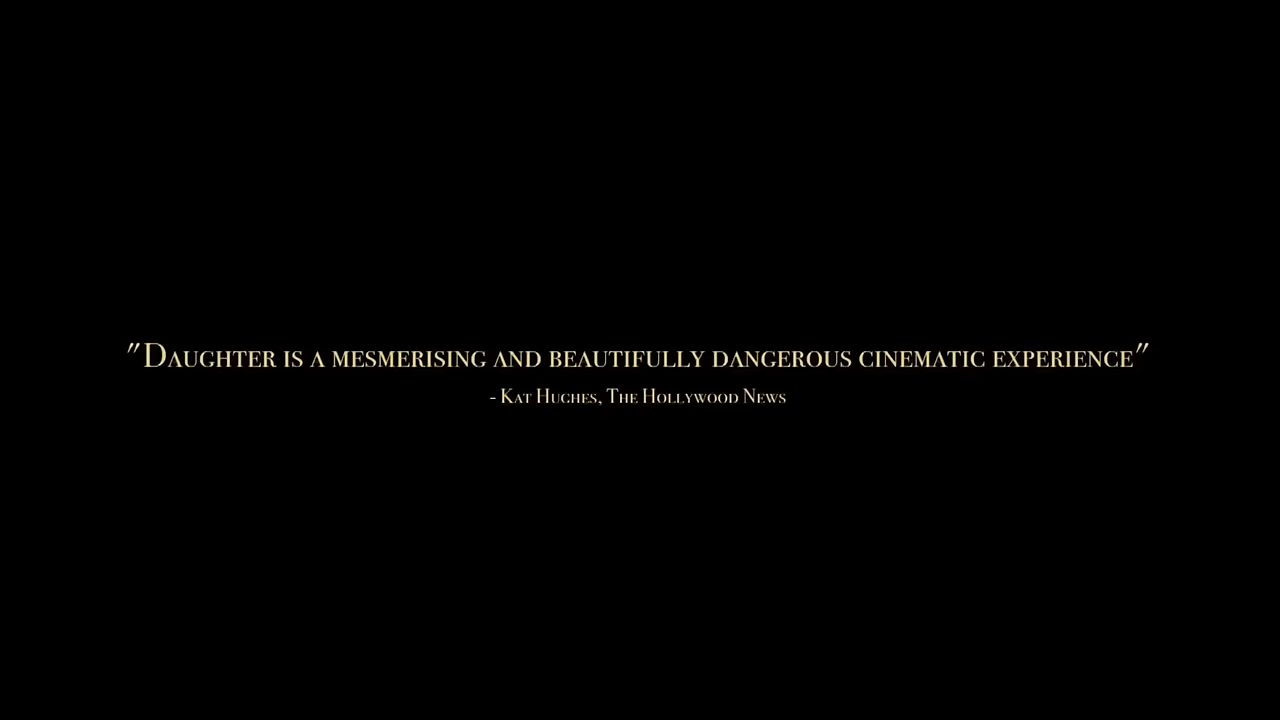 "Daughter is a mesmerising and beautifully dangerous cinematic experience"
- Kat Hughes, The Hollywood News